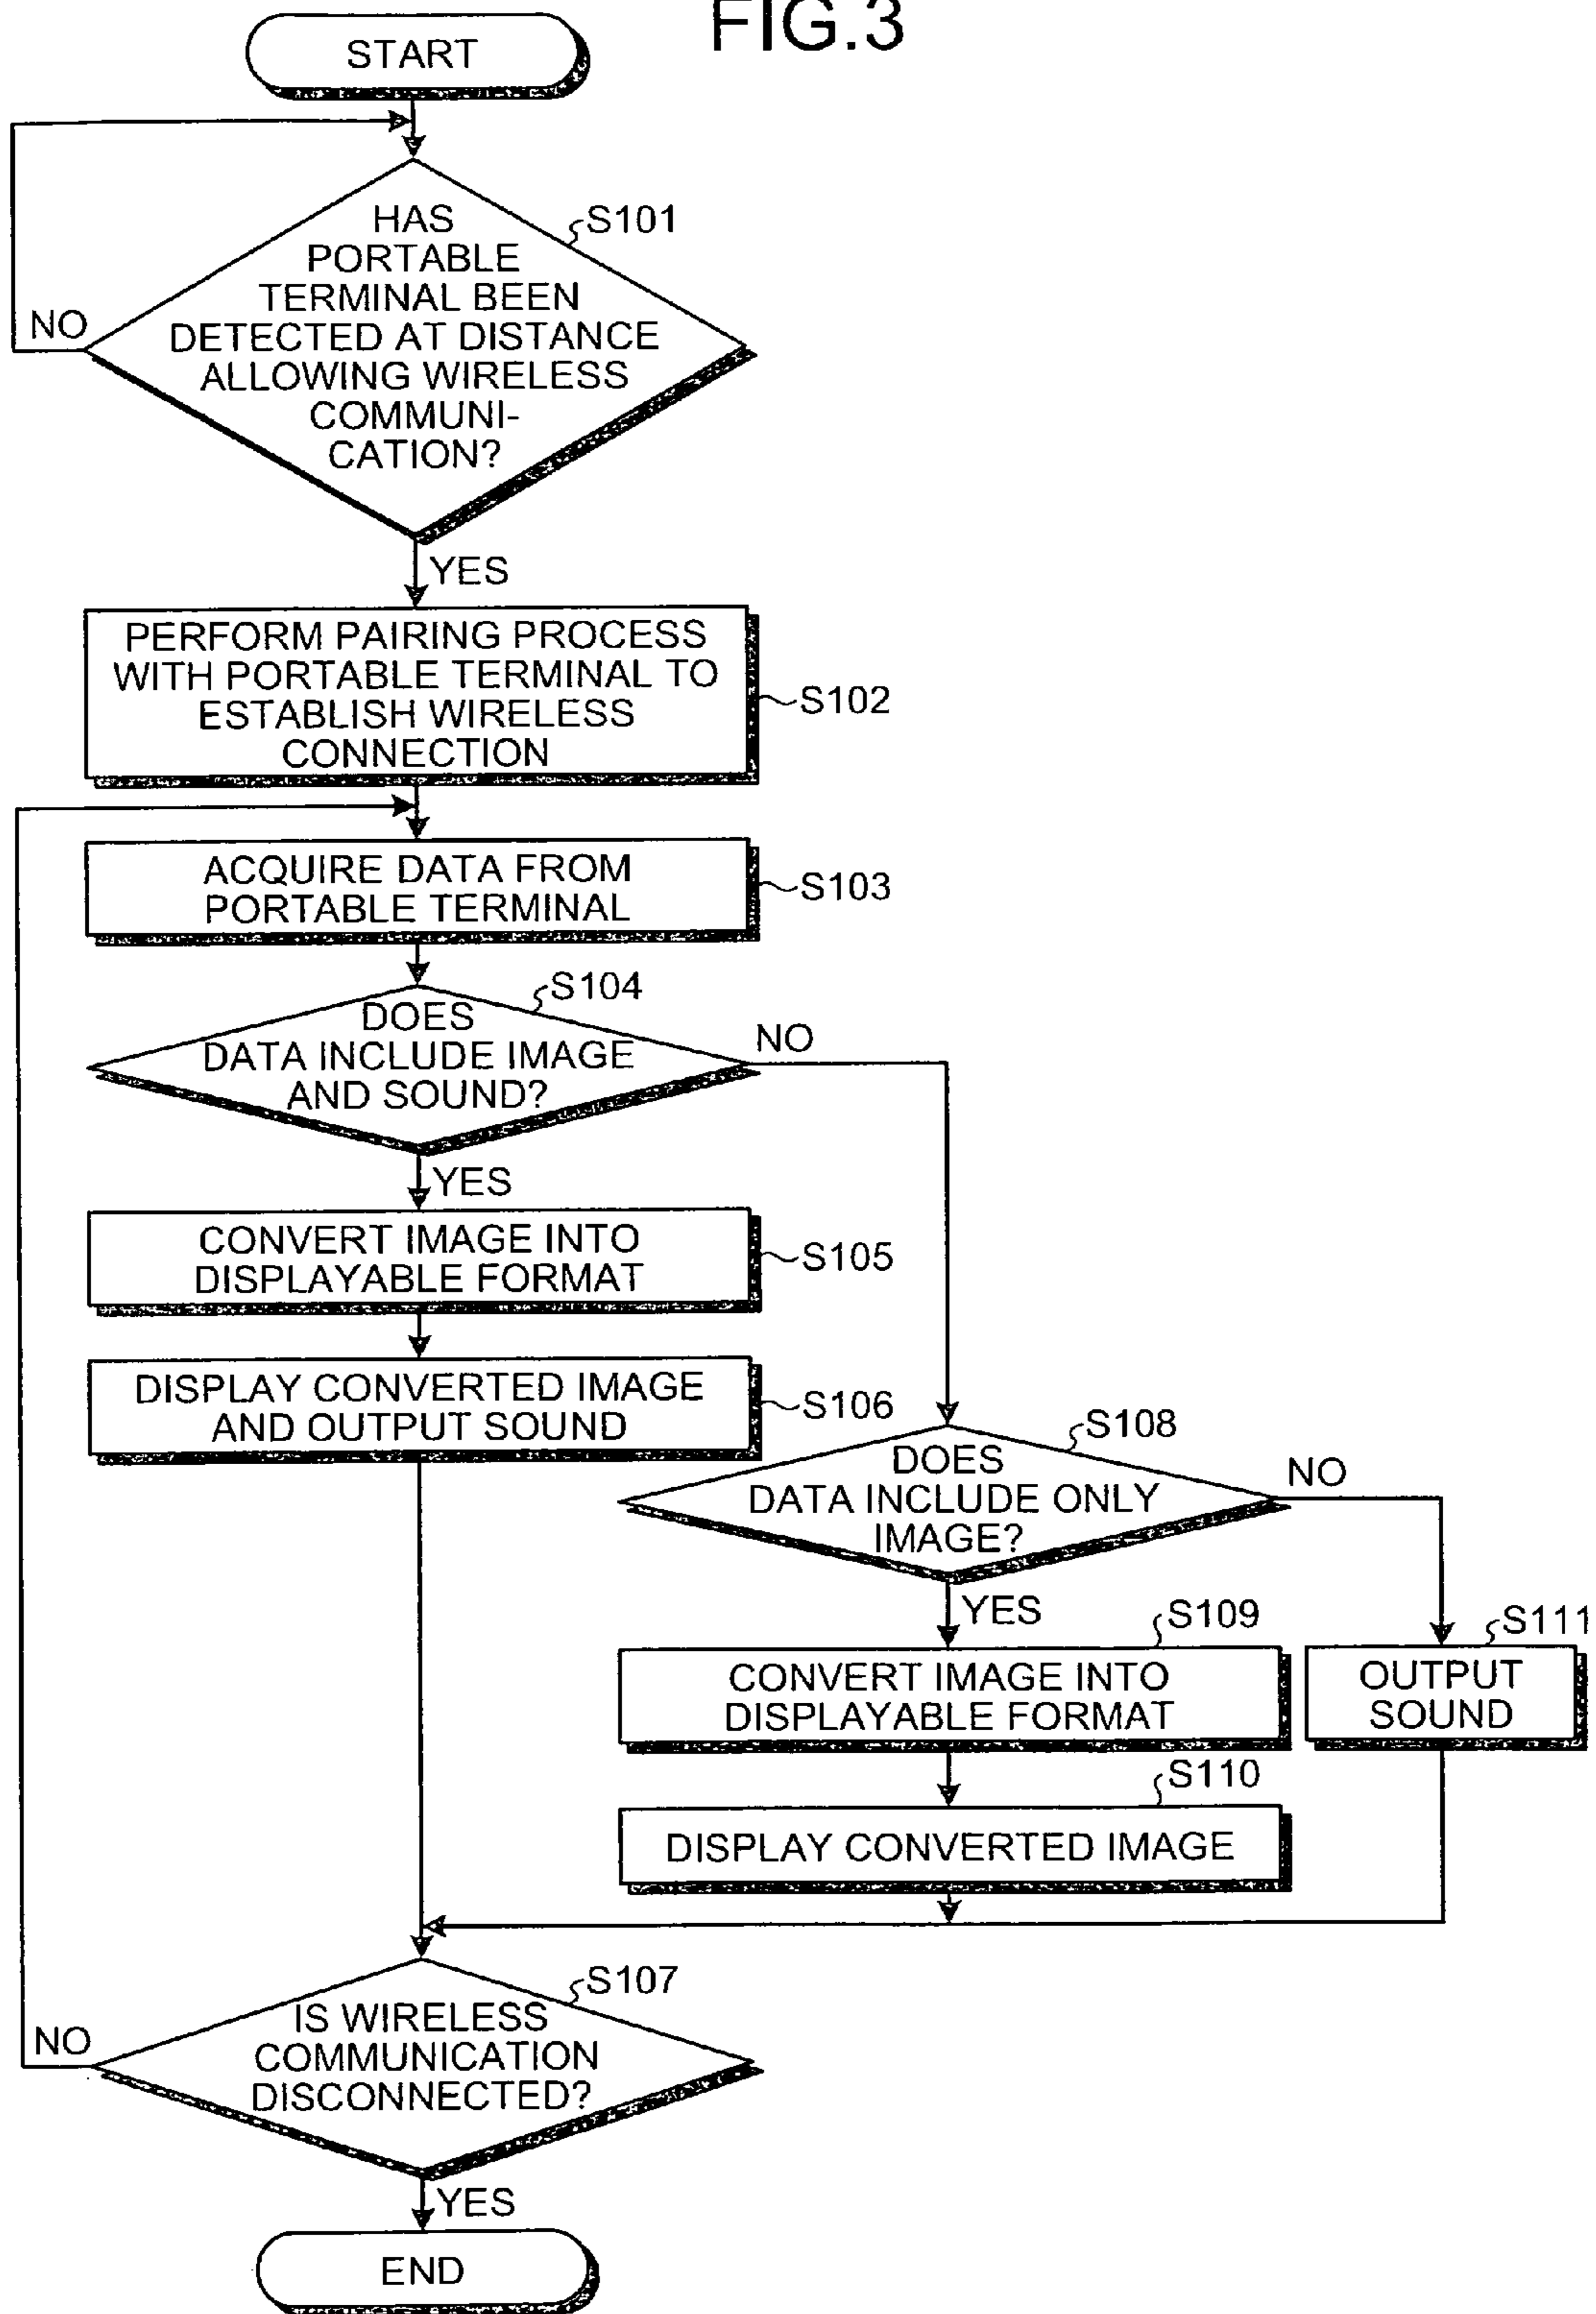 FIG.3
START
HAS
PORTABLE
TERMINAL BEEN
DETECTED AT DISTANCE
ALLOWING WIRELESS
COMMUNI-
CATION?
S101
NO
YES
PERFORM PAIRING PROCESS
WITH PORTABLE TERMINAL TO
ESTABLISH WIRELESS
CONNECTION
S102
ACQUIRE DATA FROM
PORTABLE TERMINAL
S103
S104
DOES
DATA INCLUDE IMAGE
AND SOUND?
NO
YES
CONVERT IMAGE INTO
DISPLAYABLE FORMAT
S105
DISPLAY CONVERTED IMAGE
AND OUTPUT SOUND
S106
S108
DOES
DATA INCLUDE ONLY
IMAGE?
NO
YES
S109
CONVERT IMAGE INTO
DISPLAYABLE FORMAT
S111
OUTPUT
SOUND
S110
DISPLAY CONVERTED IMAGE
S107
IS WIRELESS
COMMUNICATION
DISCONNECTED?
NO
YES
END